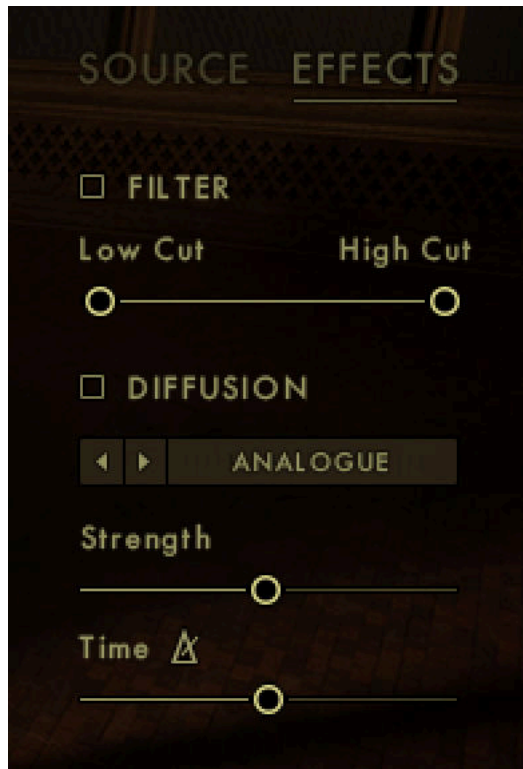 SOURCE EFFECTS
FILTER
Low Cut High Cut
DIFFUSION
ANALOGUE
Strength
Time